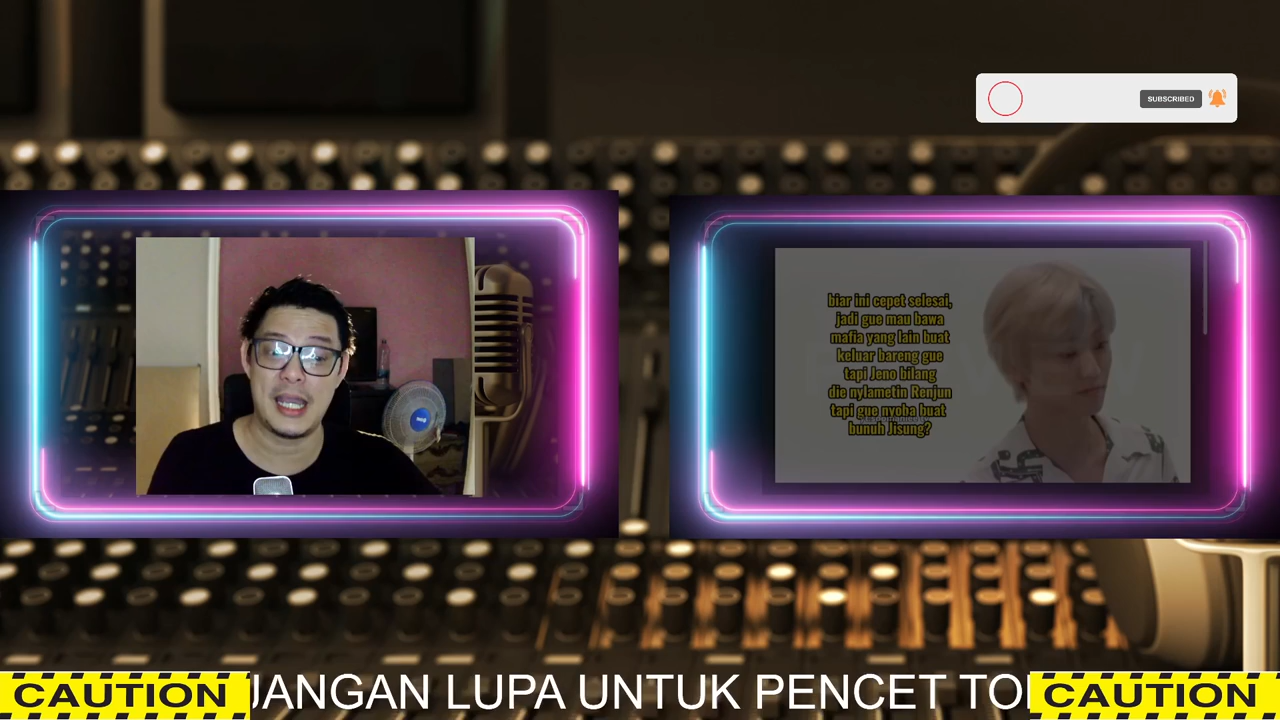 SUBSCRIBED
biar ini cepet selesai,
jadi gue mau bawa
mafia yang lain buat
keluar bareng gue
tapi Jeno bilang
die nylametin Renjun
tapi gue nyoba buat
bunuh Jisung?
CAUTION
JANGAN LUPA UNTUK PENCET
CAUTION